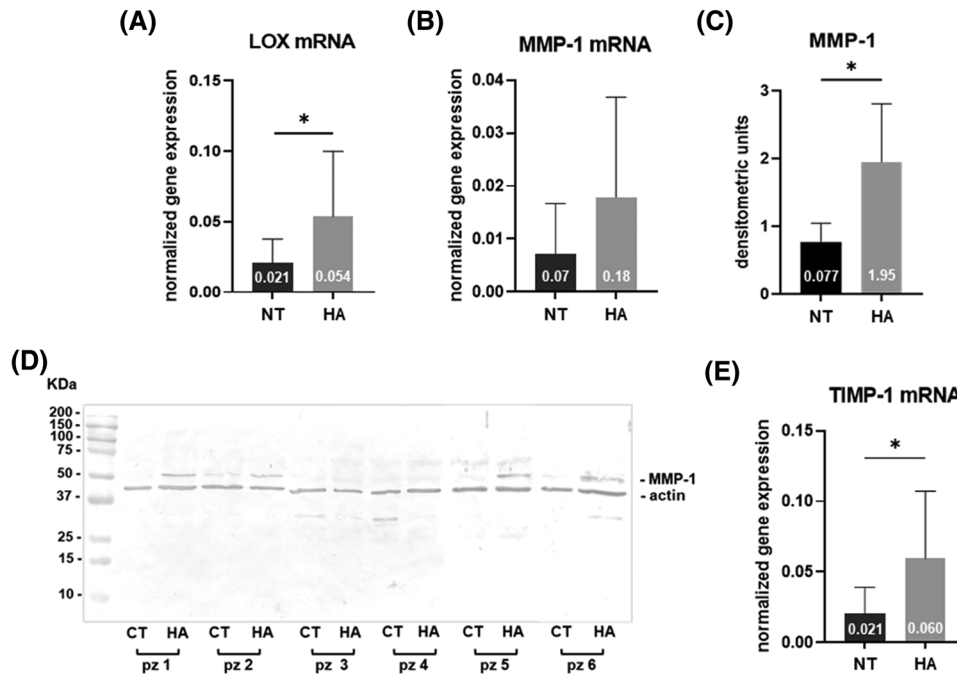 (A)
LOX mRNA
normalized gene expression
0.15
0.10
0.05
0.00
*
0.021
0.054
NT
HA
(B)
MMP-1 mRNA
normalized gene expression
0.04
0.03
0.02
0.01
0.00
0.07
0.18
NT
HA
(C)
MMP-1
densitometric units
3
2
1
0
*
0.077
1.95
NT
HA
(D)
KDa
200 -
150 -
100 -
75 -
50 -
37 -
25 -
15 -
10 -
- MMP-1
- actin
CT HA CT HA CT HA CT HA CT HA CT HA
pz 1 pz 2 pz 3 pz 4 pz 5 pz 6
(E)
TIMP-1 mRNA
normalized gene expression
0.15
0.10
0.05
0.00
*
0.021
0.060
NT
HA